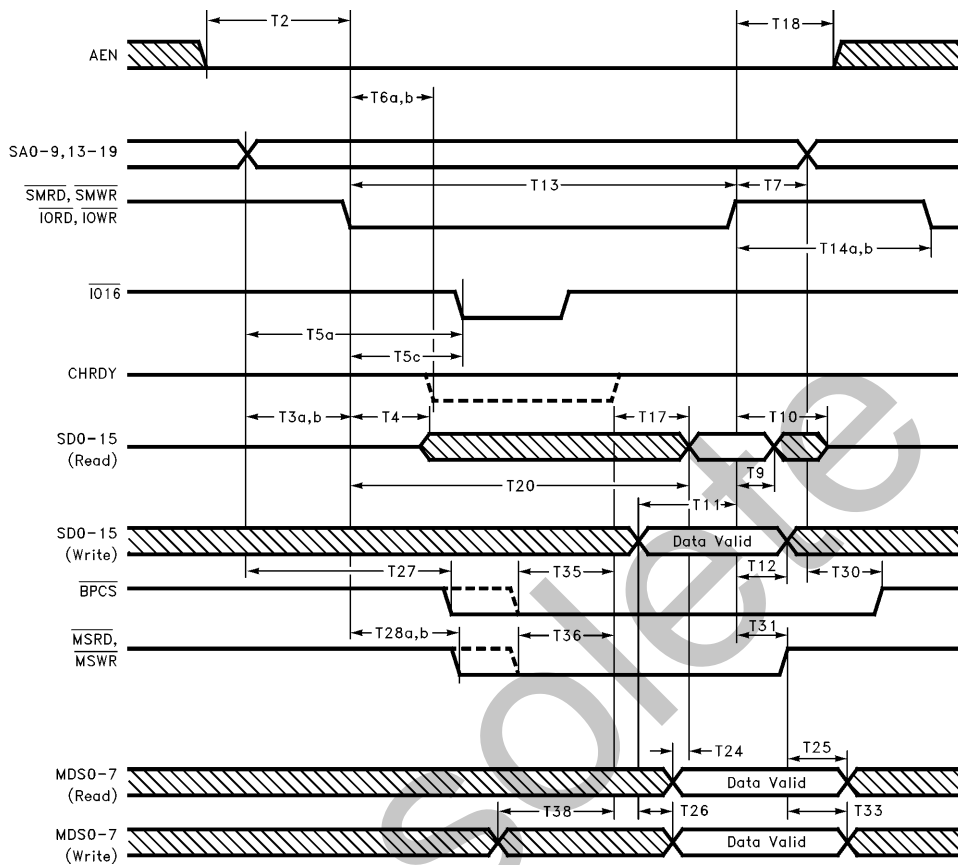 T2
T18
AEN
T6a,b
SA0-9,13-19
T13
T7
SMRD, SMWR
IORD, IOWR
T14a,b
IO16
T5a
T5c
CHRDY
T3a,b
T4
T17
T10
SD0-15
(Read)
T9
T20
T11
SD0-15
(Write)
Data Valid
T12
T27
T35
T30
BPCS
T28a,b
T36
T31
MSRD,
MSWR
T24
T25
MDS0-7
(Read)
Data Valid
T38
T26
T33
MDS0-7
(Write)
Data Valid
solete